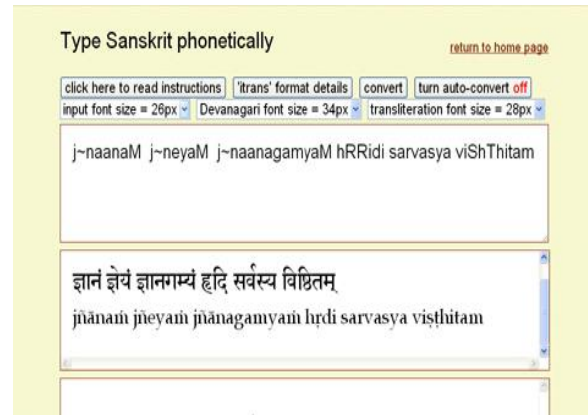 Type Sanskrit phonetically
return to home page
click here to read instructions 'itrans' format details convert turn auto-convert off
input font size = 26px Devanagari font size = 34px transliteration font size = 28px
j~naanaM j~neyaM j~naanagamyaM hRRidi sarvasya viShThitam
ज्ञानं ज्ञेयं ज्ञानगम्यं हृदि सर्वस्य विष्ठितम्
jñānaṁ jñeyaṁ jñānagamyaṁ hṛdi sarvasya viṣṭhitam